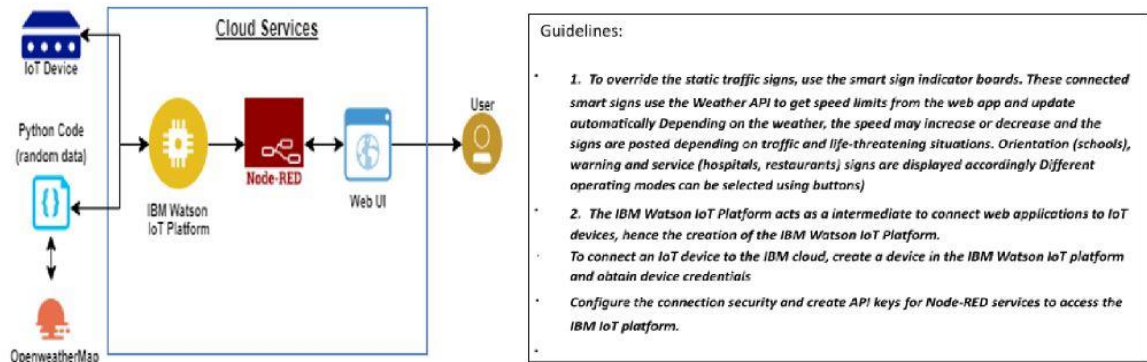 Cloud Services
IoT Device
Python Code
(random data)
IBM Watson
IoT Platform
Node-RED
Web UI
User
OpenweatherMap
Guidelines:
1. To override the static traffic signs, use the smart sign indicator boards. These connected
smart signs use the Weather API to get speed limits from the web app and update
automatically Depending on the weather, the speed may increase or decrease and the
signs are posted depending on traffic and life-threatening situations. Orientation (schools),
warning and service (hospitals, restaurants) signs are displayed accordingly Different
operating modes can be selected using buttons)
2. The IBM Watson IoT Platform acts as a intermediate to connect web applications to IoT
devices, hence the creation of the IBM Watson IoT Platform.
To connect an IoT device to the IBM cloud, create a device in the IBM Watson IoT platform
and obtain device credentials
Configure the connection security and create API keys for Node-RED services to access the
IBM IoT platform.